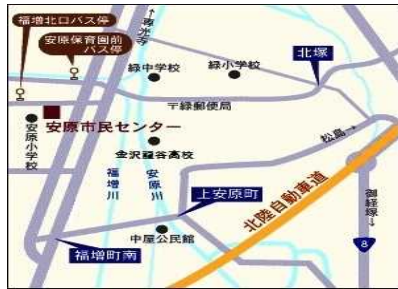 福増北口バス停
安原保育園前
バス停
↑専光寺
緑中学校
緑小学校
北塚
〒緑郵便局
安原市民センター
安原小学校
松島→
金沢龍谷高校
福増川
安原川
上安原町
北陸自動車道
御経塚→
中屋公民館
福増町南
8